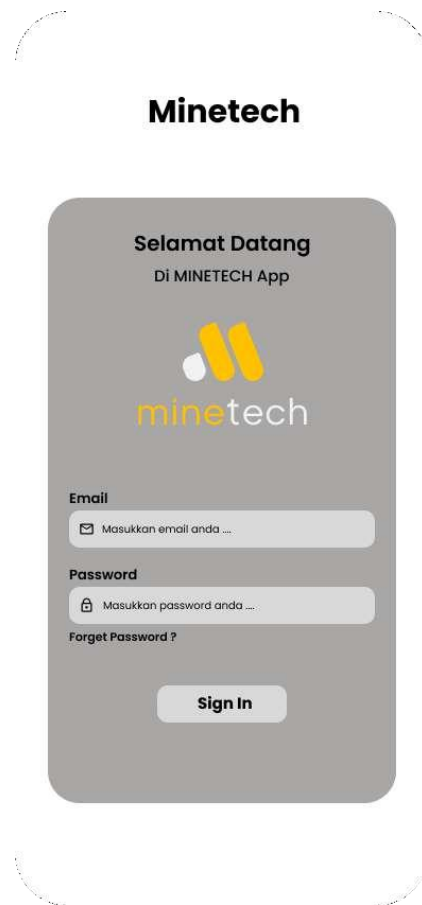 Minetech
Selamat Datang
Di MINETECH App
minetech
Email
Masukkan email anda ....
Password
Masukkan password anda ....
Forget Password ?
Sign In